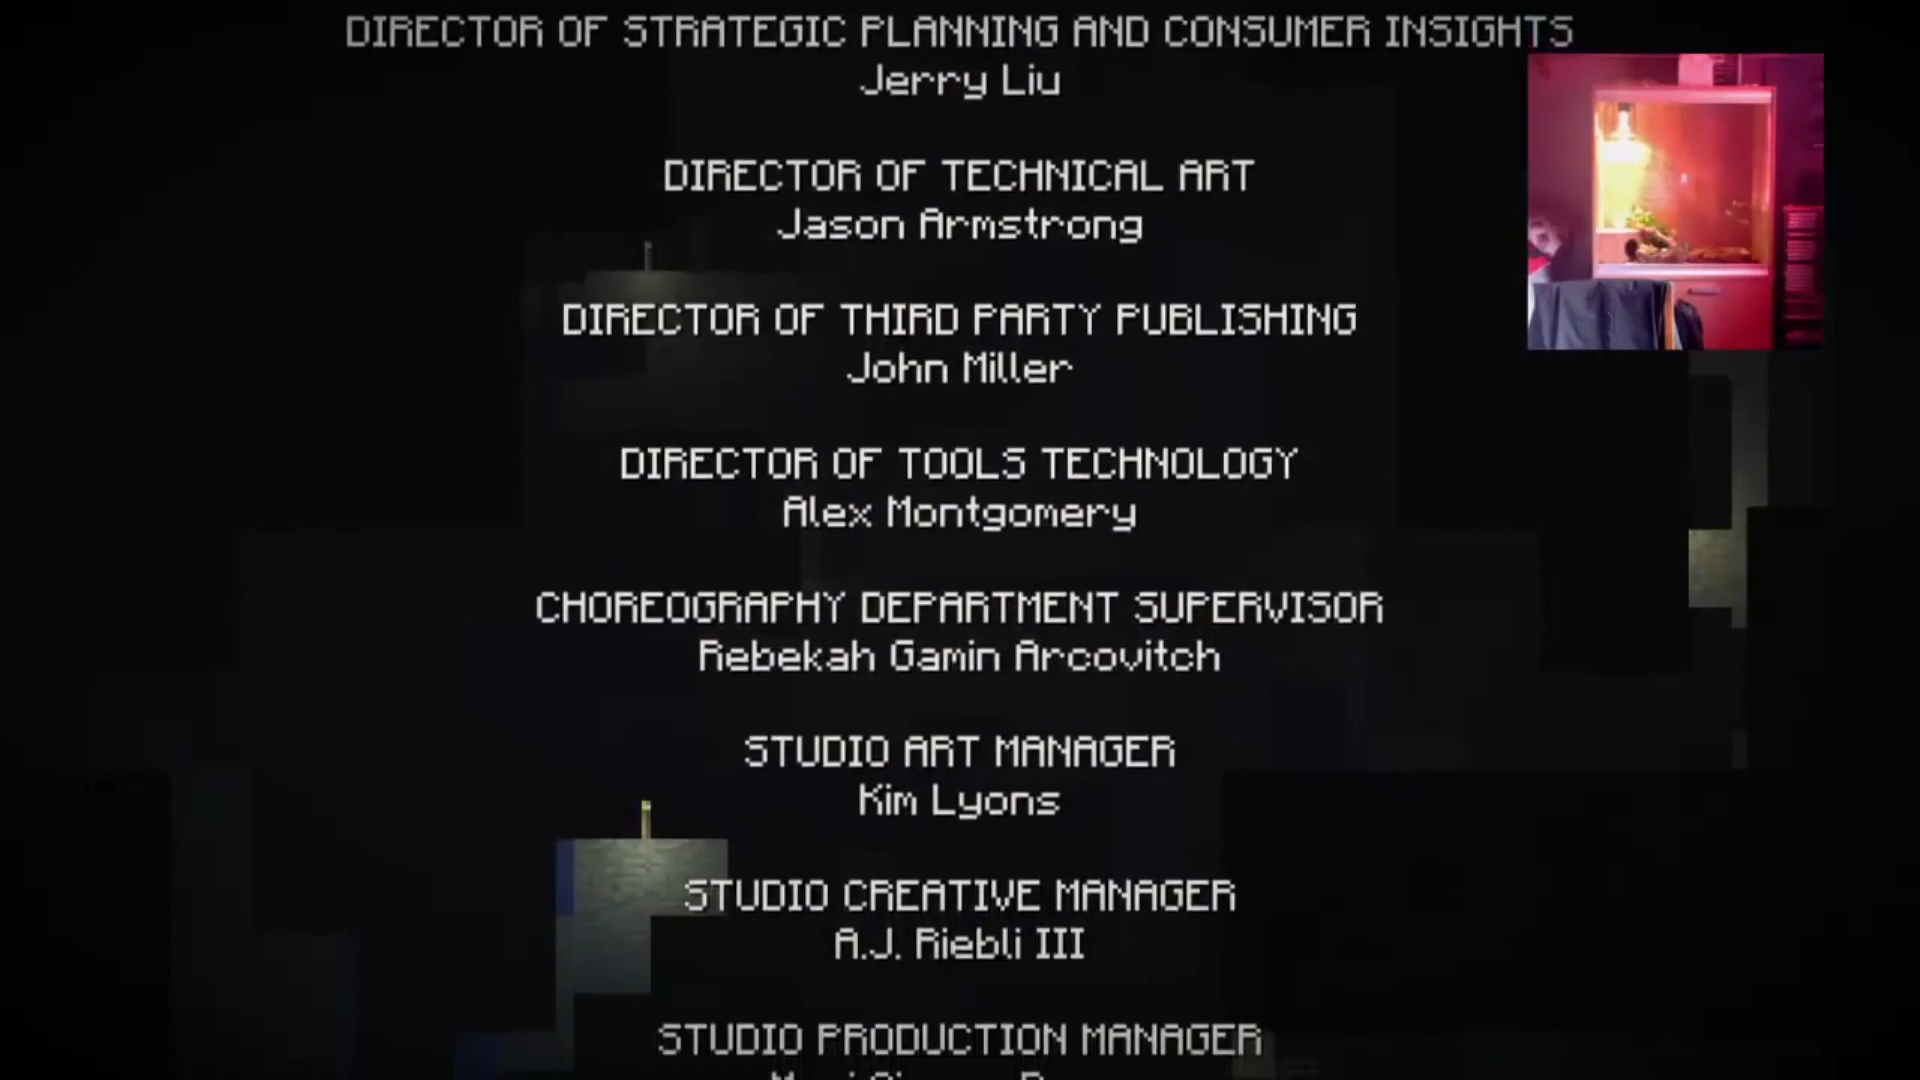 DIRECTOR OF STRATEGIC PLANNING AND CONSUMER INSIGHTS
Jerry Liu
DIRECTOR OF TECHNICAL ART
Jason Armstrong
DIRECTOR OF THIRD PARTY PUBLISHING
John Miller
DIRECTOR OF TOOLS TECHNOLOGY
Alex Montgomery
CHOREOGRAPHY DEPARTMENT SUPERVISOR
Rebekah Gamin Arcovitch
STUDIO ART MANAGER
Kim Lyons
STUDIO CREATIVE MANAGER
A.J. Riebli III
STUDIO PRODUCTION MANAGER